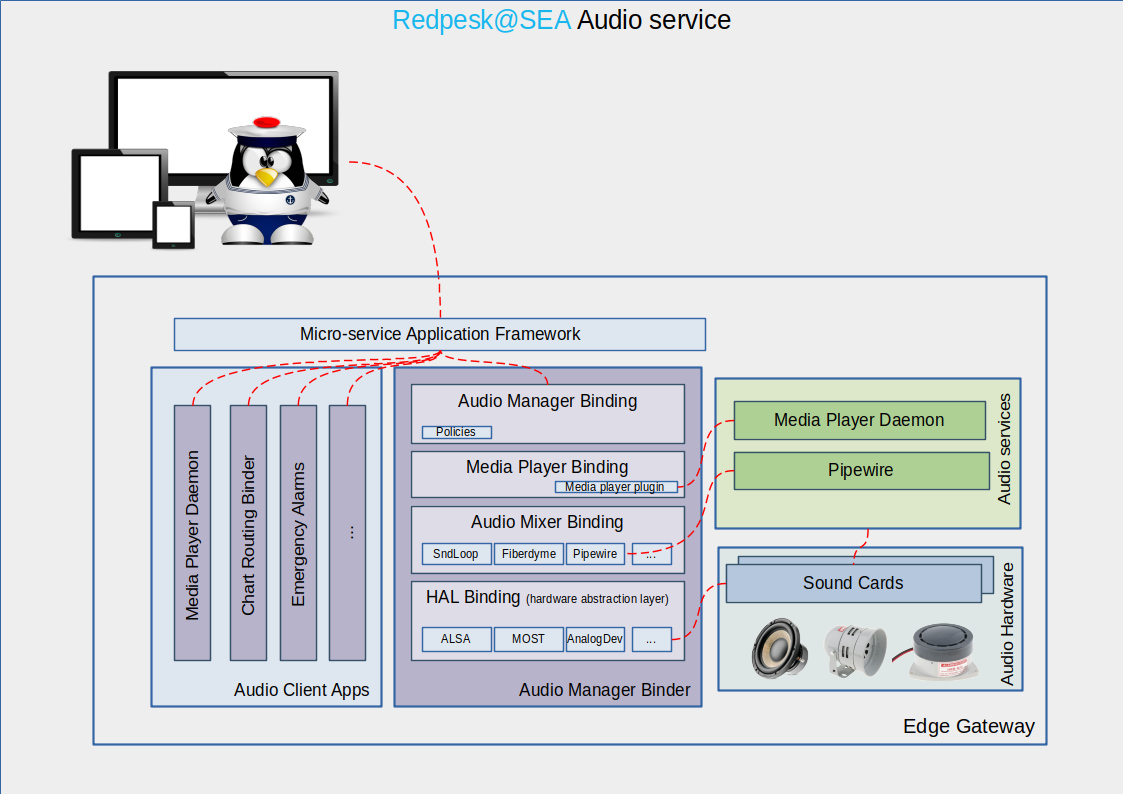 Redpesk@SEA Audio service
Micro-service Application Framework
Media Player Daemon
Chart Routing Binder
Emergency Alarms
...
Audio Client Apps
Audio Manager Binding
Policies
Media Player Binding
Media player plugin
Audio Mixer Binding
SndLoop Fiberdyme Pipewire ...
HAL Binding (hardware abstraction layer)
ALSA MOST AnalogDev ...
Audio Manager Binder
Media Player Daemon
Pipewire
Audio services
Sound Cards
Audio Hardware
Edge Gateway